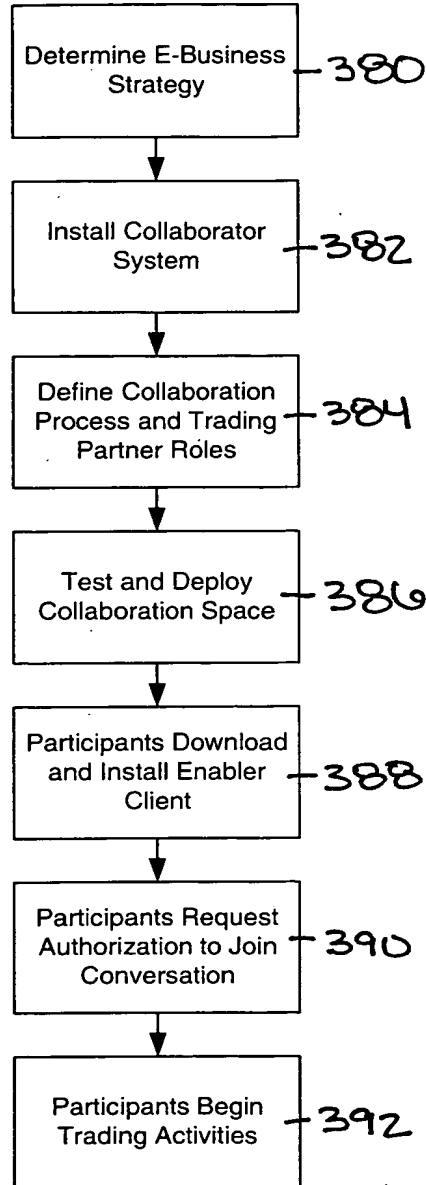 Determine E-Business
Strategy
380
Install Collaborator
System
382
Define Collaboration
Process and Trading
Partner Roles
384
Test and Deploy
Collaboration Space
386
Participants Download
and Install Enabler
Client
388
Participants Request
Authorization to Join
Conversation
390
Participants Begin
Trading Activities
392